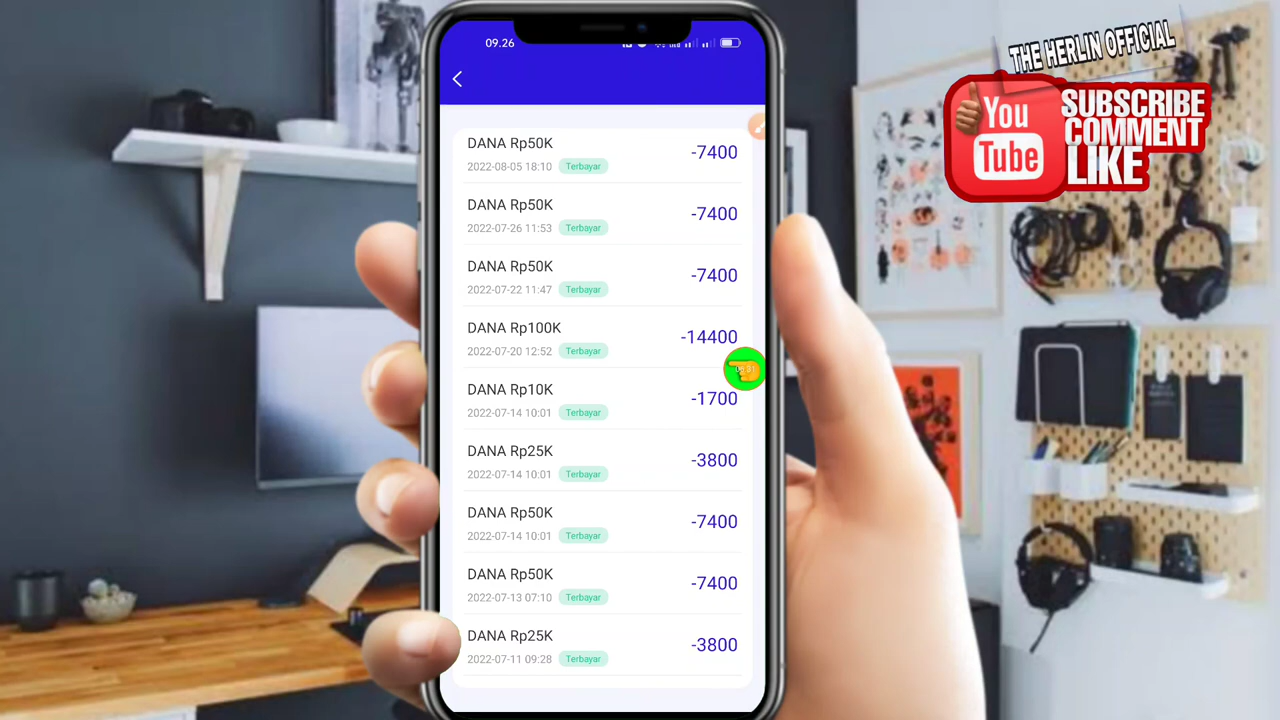 09.26
THE HERLIN OFFICIAL
You
Tube
SUBSCRIBE
COMMENT
LIKE
DANA Rp50K
-7400
2022-08-05 18:10 Terbayar
DANA Rp50K
-7400
2022-07-26 11:53 Terbayar
DANA Rp50K
-7400
2022-07-22 11:47 Terbayar
DANA Rp100K
-14400
2022-07-20 12:52 Terbayar
DANA Rp10K
-1700
2022-07-14 10:01 Terbayar
DANA Rp25K
-3800
2022-07-14 10:01 Terbayar
DANA Rp50K
-7400
2022-07-14 10:01 Terbayar
DANA Rp50K
-7400
2022-07-13 07:10 Terbayar
DANA Rp25K
-3800
2022-07-11 09:28 Terbayar